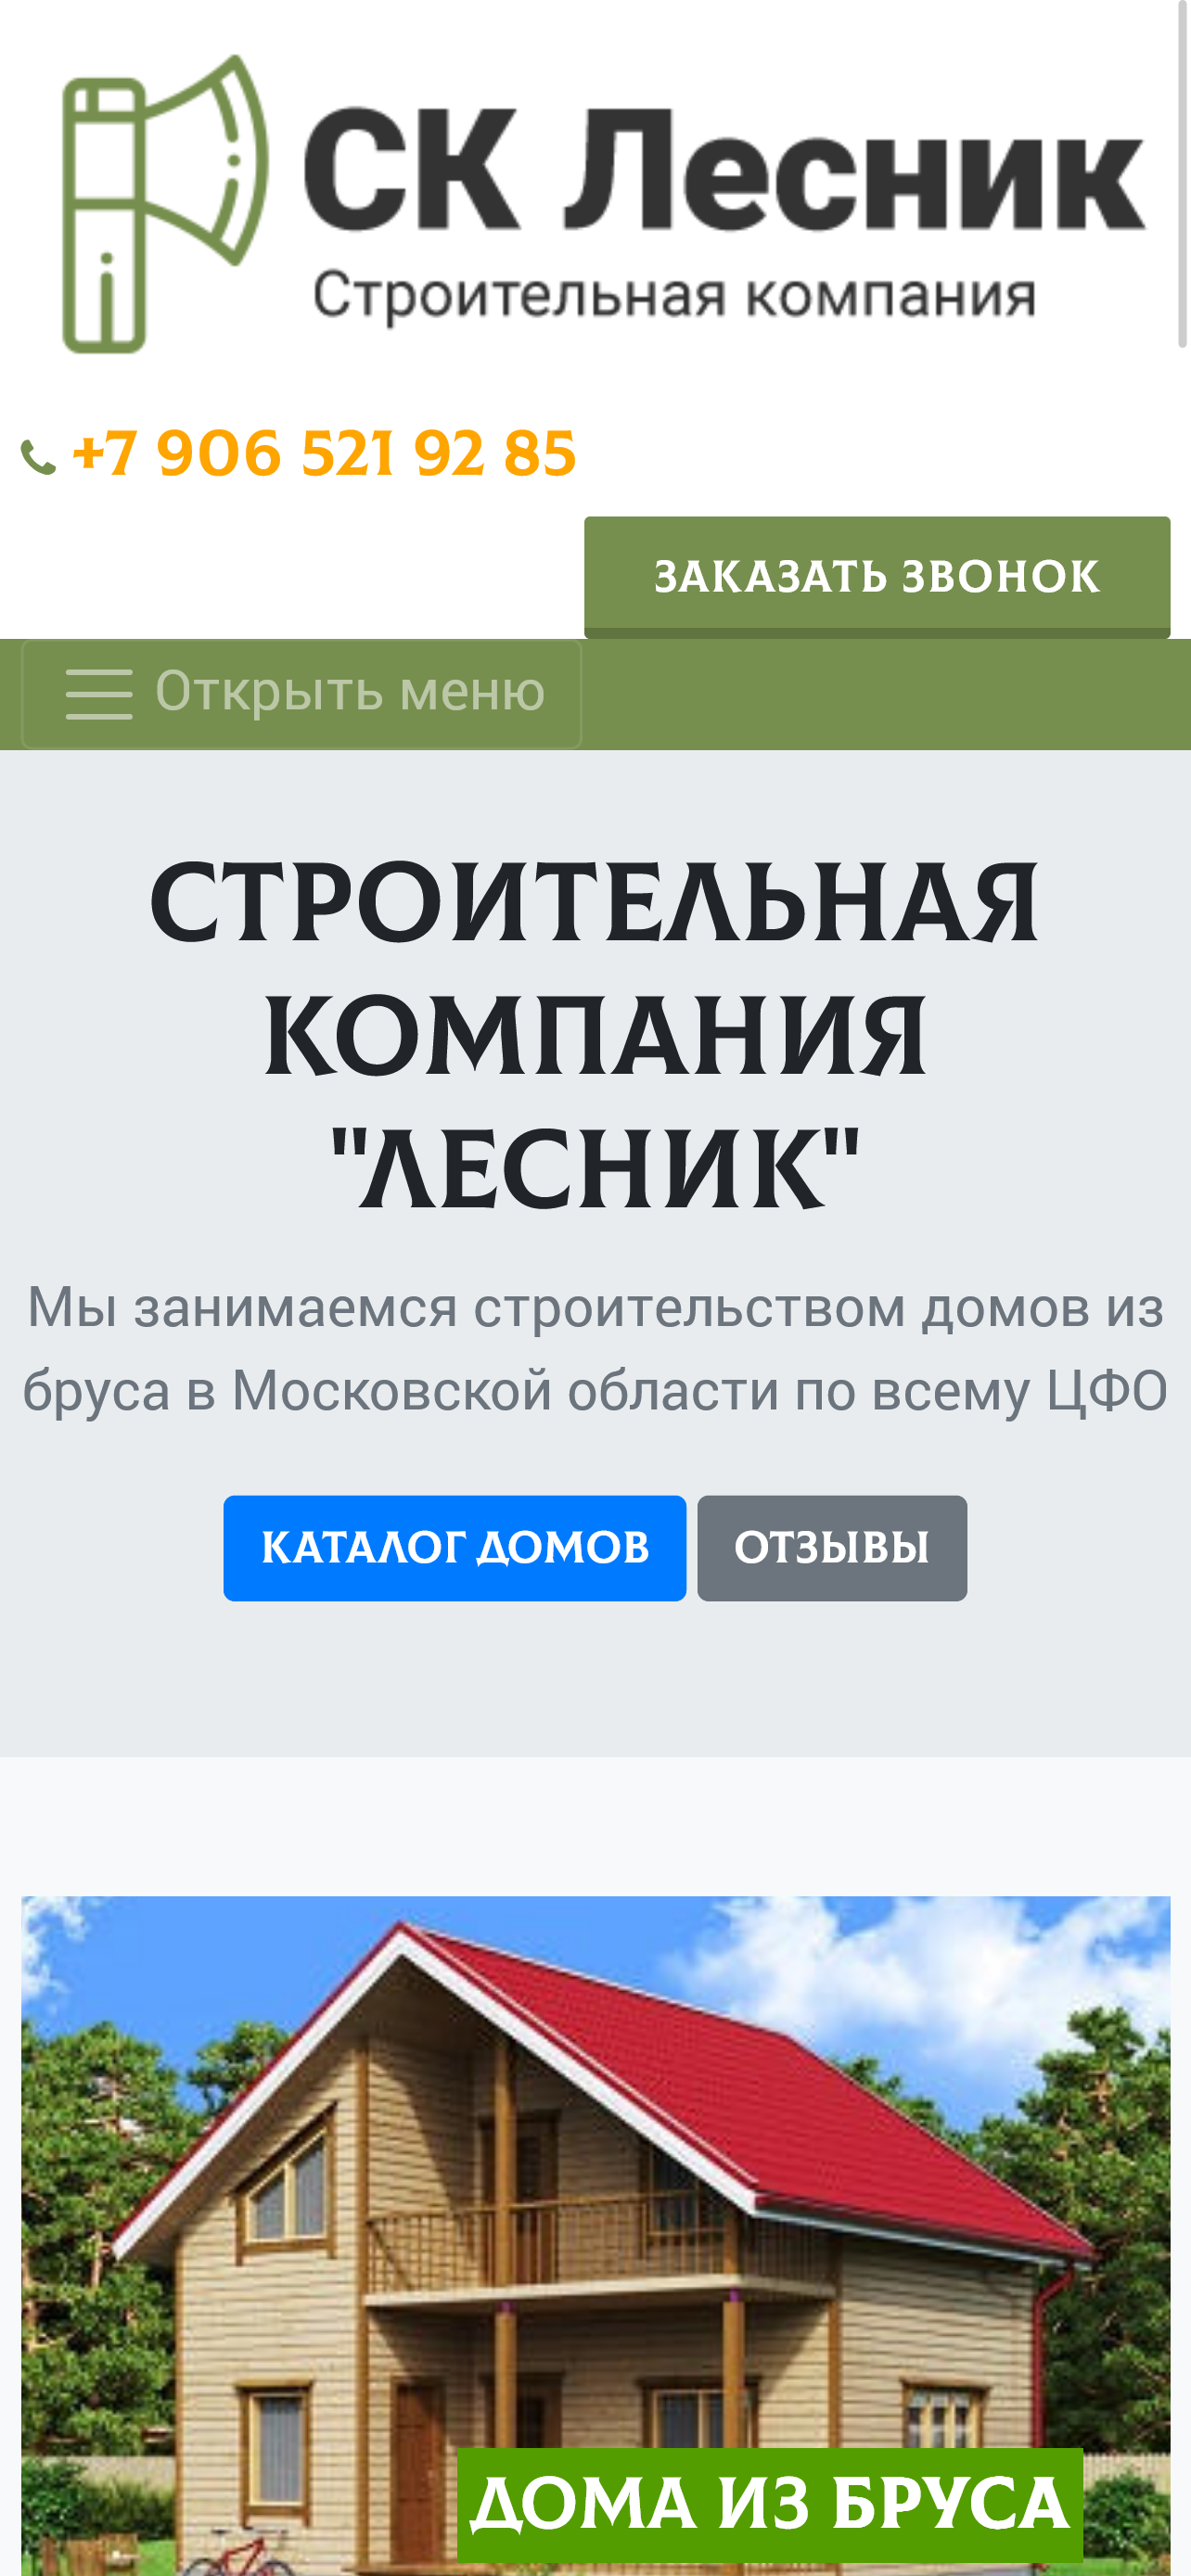 СК Лесник
Строительная компания
+7 906 521 92 85
ЗАКАЗАТЬ ЗВОНОК
Открыть меню
СТРОИТЕЛЬНАЯ
КОМПАНИЯ
"ЛЕСНИК"
Мы занимаемся строительством домов из
бруса в Московской области по всему ЦФО
КАТАЛОГ ДОМОВ ОТЗЫВЫ
ДОМА ИЗ БРУСА